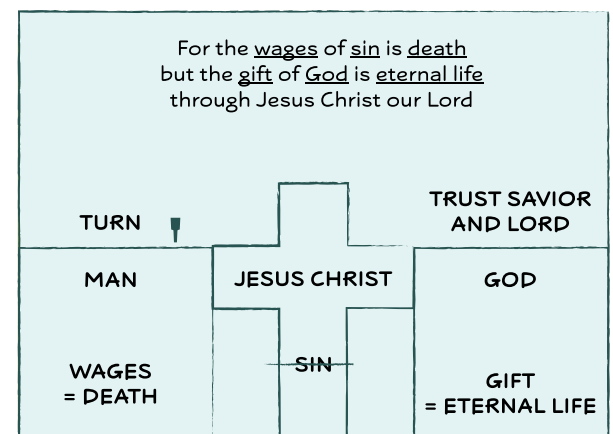 For the wages of sin is death
but the gift of God is eternal life
through Jesus Christ our Lord
TURN
TRUST SAVIOR
AND LORD
MAN
JESUS CHRIST
GOD
SIN
WAGES
= DEATH
GIFT
= ETERNAL LIFE